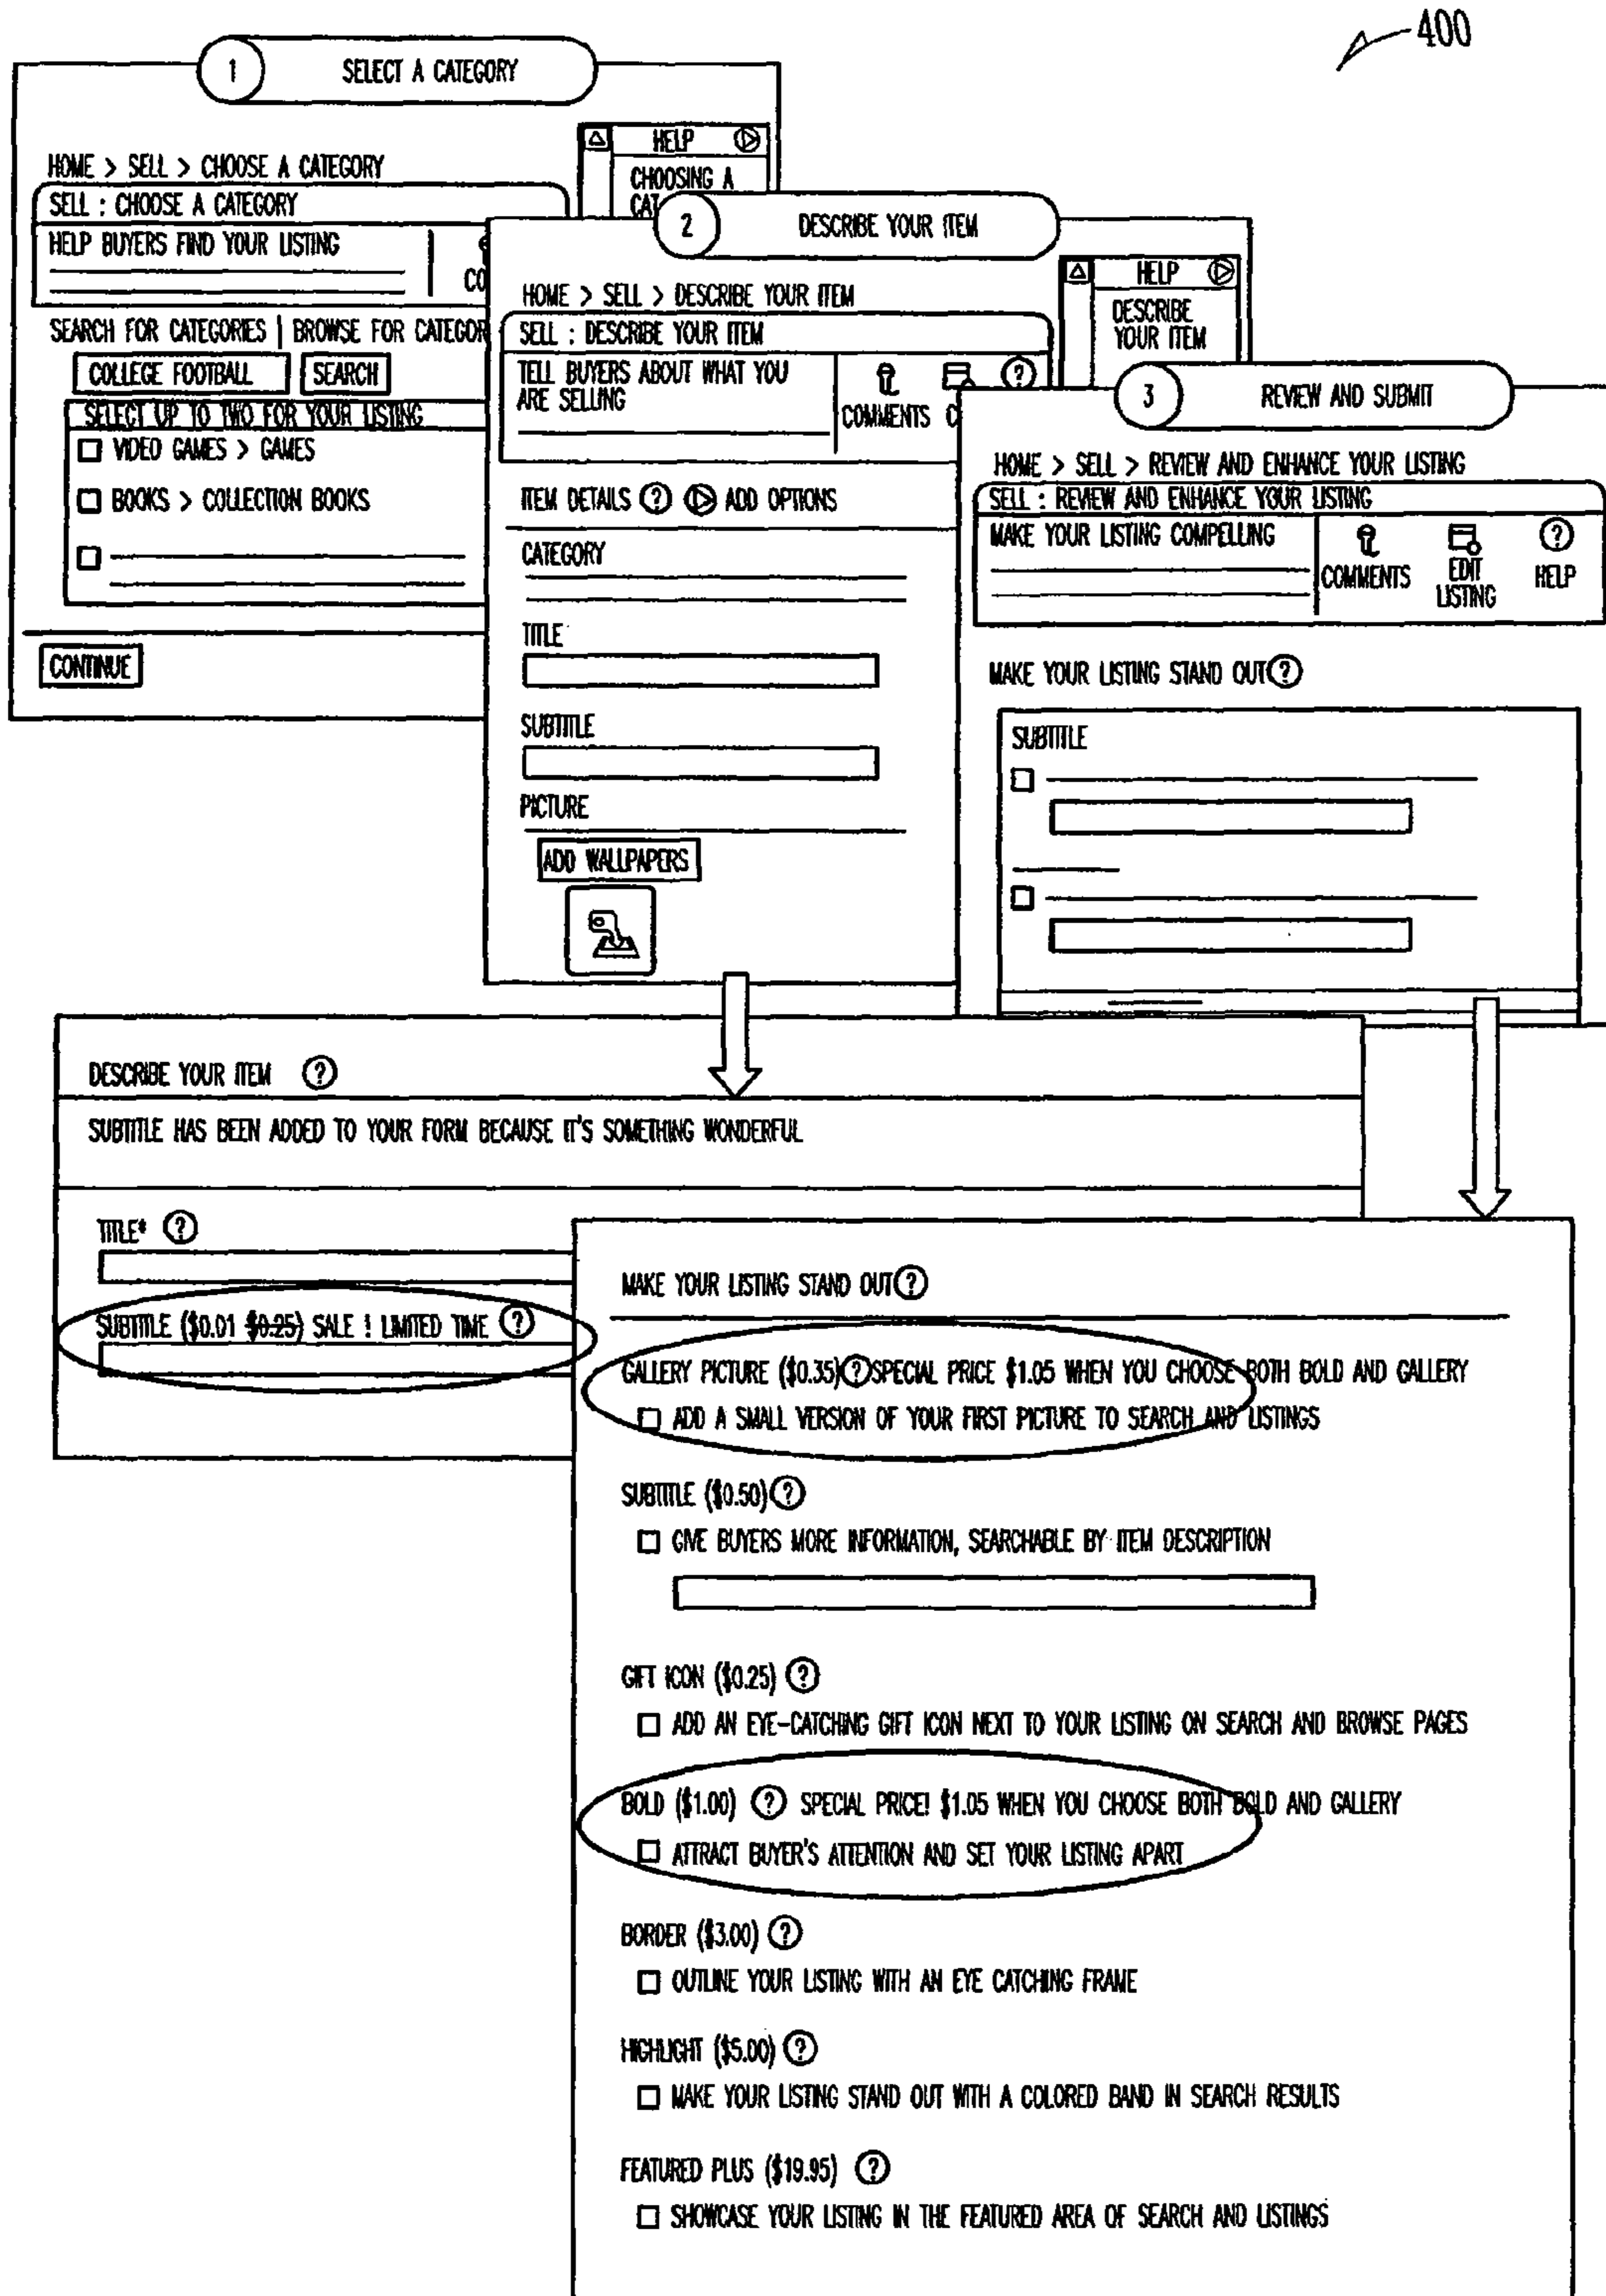 400
1 SELECT A CATEGORY
HOME > SELL > CHOOSE A CATEGORY
SELL : CHOOSE A CATEGORY
HELP BUYERS FIND YOUR LISTING
CO
HELP
CHOOSING A
CAT
SEARCH FOR CATEGORIES | BROWSE FOR CATEGOR
COLLEGE FOOTBALL SEARCH
SELECT UP TO TWO FOR YOUR LISTING
VIDEO GAMES > GAMES
BOOKS > COLLECTION BOOKS
CONTINUE
2 DESCRIBE YOUR ITEM
HOME > SELL > DESCRIBE YOUR ITEM
SELL : DESCRIBE YOUR ITEM
TELL BUYERS ABOUT WHAT YOU
ARE SELLING
COMMENTS C
?
HELP
DESCRIBE
YOUR ITEM
ITEM DETAILS ? ADD OPTIONS
CATEGORY
TITLE
SUBTITLE
PICTURE
ADD WALLPAPERS
3 REVIEW AND SUBMIT
HOME > SELL > REVIEW AND ENHANCE YOUR LISTING
SELL : REVIEW AND ENHANCE YOUR LISTING
MAKE YOUR LISTING COMPELLING
COMMENTS
EDIT
LISTING
?
HELP
MAKE YOUR LISTING STAND OUT ?
SUBTITLE
DESCRIBE YOUR ITEM ?
SUBTITLE HAS BEEN ADDED TO YOUR FORM BECAUSE IT'S SOMETHING WONDERFUL
TITLE* ?
SUBTITLE ($0.01 $0.25) SALE ! LIMITED TIME ?
MAKE YOUR LISTING STAND OUT ?
GALLERY PICTURE ($0.35) ? SPECIAL PRICE $1.05 WHEN YOU CHOOSE BOTH BOLD AND GALLERY
ADD A SMALL VERSION OF YOUR FIRST PICTURE TO SEARCH AND LISTINGS
SUBTITLE ($0.50) ?
GIVE BUYERS MORE INFORMATION, SEARCHABLE BY ITEM DESCRIPTION
GIFT ICON ($0.25) ?
ADD AN EYE-CATCHING GIFT ICON NEXT TO YOUR LISTING ON SEARCH AND BROWSE PAGES
BOLD ($1.00) ? SPECIAL PRICE! $1.05 WHEN YOU CHOOSE BOTH BOLD AND GALLERY
ATTRACT BUYER'S ATTENTION AND SET YOUR LISTING APART
BORDER ($3.00) ?
OUTLINE YOUR LISTING WITH AN EYE CATCHING FRAME
HIGHLIGHT ($5.00) ?
MAKE YOUR LISTING STAND OUT WITH A COLORED BAND IN SEARCH RESULTS
FEATURED PLUS ($19.95) ?
SHOWCASE YOUR LISTING IN THE FEATURED AREA OF SEARCH AND LISTINGS